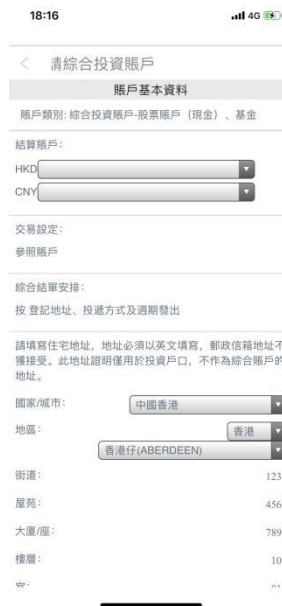 18:16
4G
請綜合投資賬戶
賬戶基本資料
賬戶類別: 綜合投資賬戶-股票賬戶（現金）、基金
結算賬戶:
HKD
CNY
交易設定:
參照賬戶
綜合結單安排:
按 登記地址、投遞方式及週期發出
請填寫住宅地址, 地址必須以英文填寫, 郵政信箱地址不
獲接受。此地址證明僅用於投資戶口, 不作為綜合賬戶的
地址。
國家/城市: 中國香港
地區: 香港
香港仔(ABERDEEN)
街道: 123
屋苑: 456
大廈/座: 789
樓層: 10